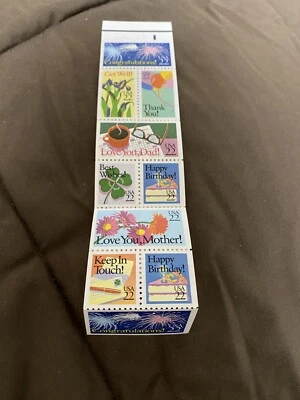 22
Congratulations!
Get Well!
USA
22
Thank
You!
USA
22
Love You, Dad!
Best
Wishes!
USA
22
Happy
Birthday!
USA
22
USA
22
Love You, Mother!
Keep In
Touch!
USA
22
Happy
Birthday!
USA
22
Congratulations!